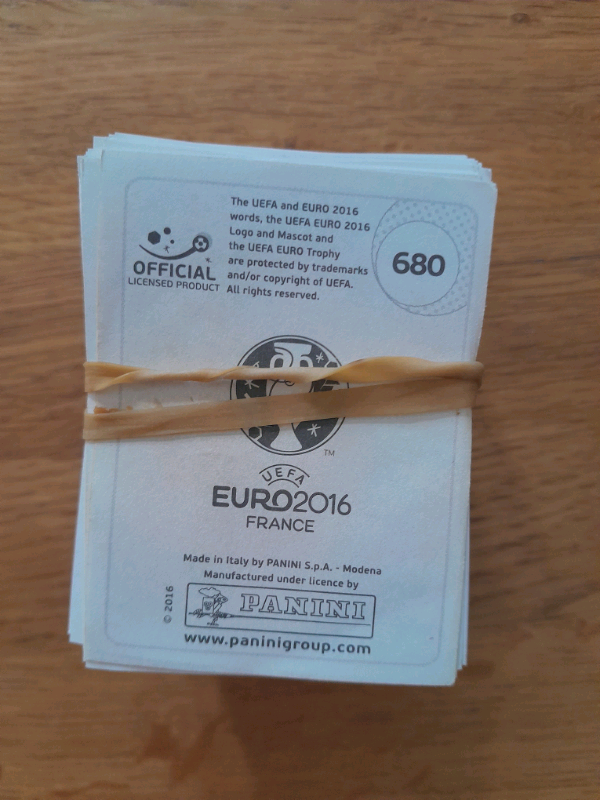 The UEFA and EURO 2016
words, the UEFA EURO 2016
Logo and Mascot and
the UEFA EURO Trophy
are protected by trademarks
and/or copyright of UEFA.
All rights reserved.
OFFICIAL
LICENSED PRODUCT
680
TM
UEFA
EURO2016
FRANCE
Made in Italy by PANINI S.p.A. - Modena
Manufactured under licence by
© 2016
PANINI
www.paninigroup.com